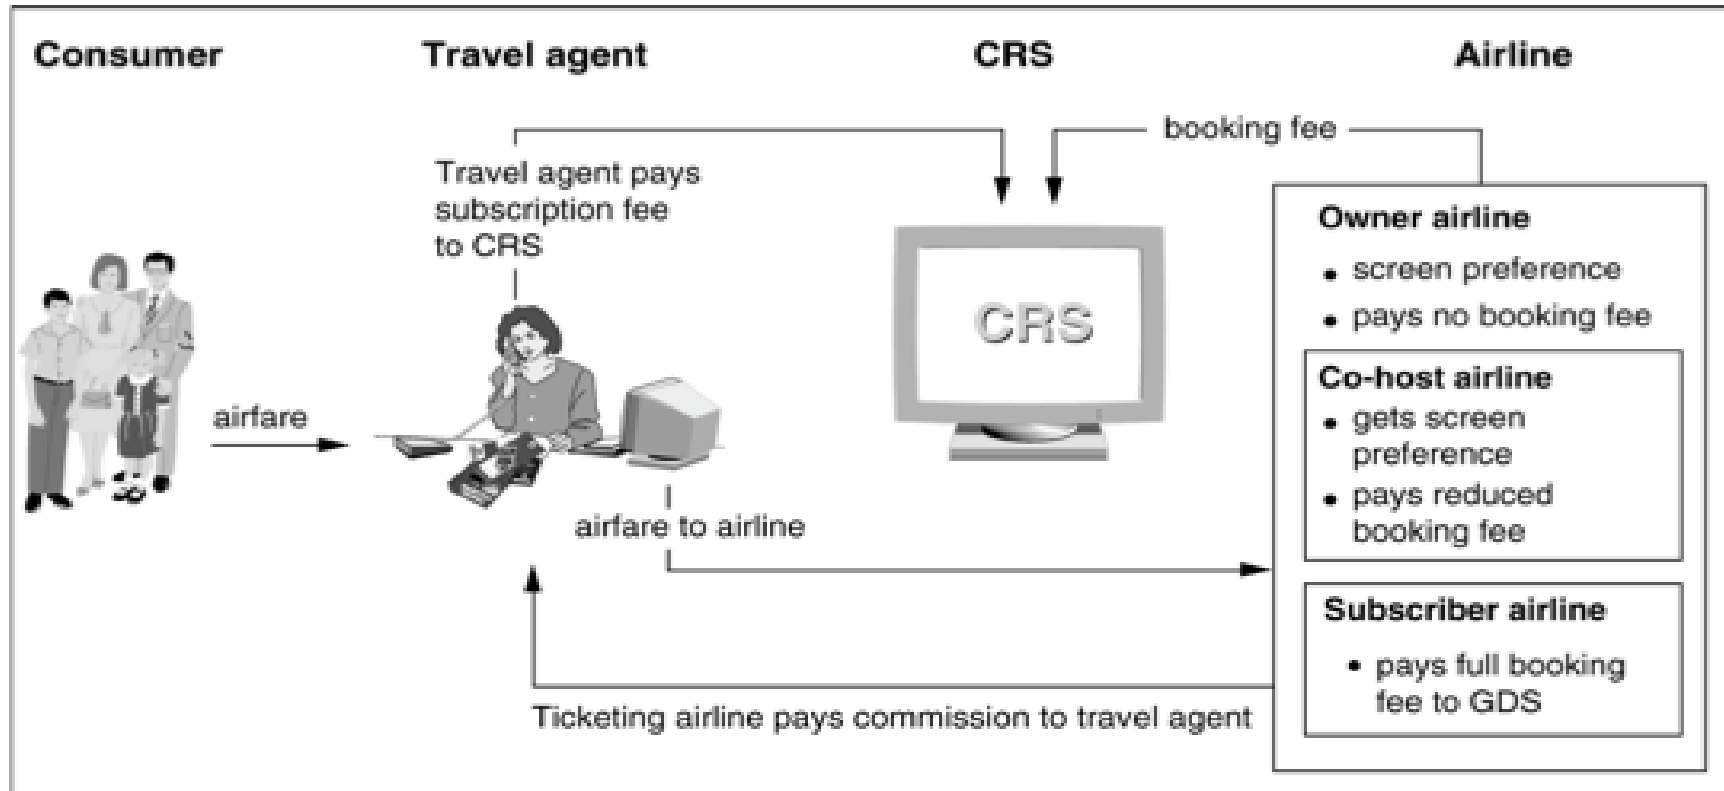 Consumer
Travel agent
CRS
Airline
booking fee
Travel agent pays
subscription fee
to CRS
Owner airline
• screen preference
• pays no booking fee
CRS
Co-host airline
• gets screen
preference
• pays reduced
booking fee
airfare
airfare to airline
Subscriber airline
• pays full booking
fee to GDS
Ticketing airline pays commission to travel agent